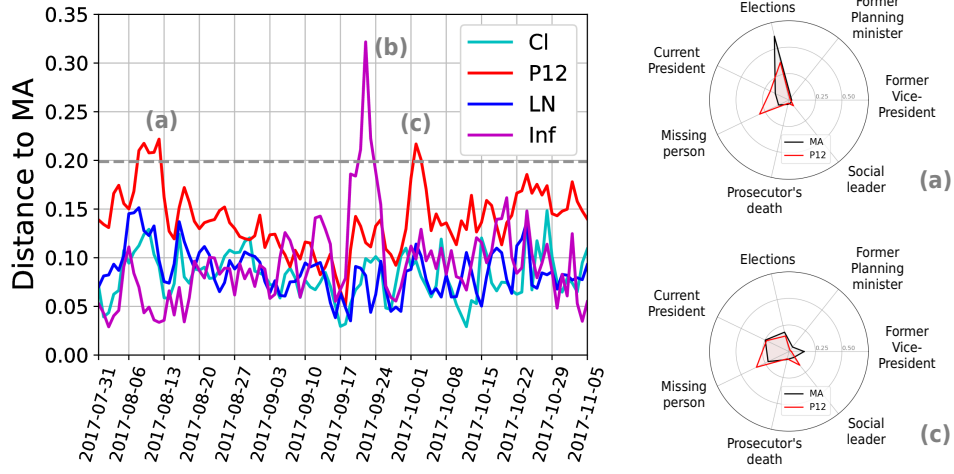 Distance to MA
0.35
0.30
0.25
0.20
0.15
0.10
0.05
0.00
(a)
(b)
(c)
Cl
P12
LN
Inf
2017-07-31
2017-08-06
2017-08-13
2017-08-20
2017-08-27
2017-09-03
2017-09-10
2017-09-17
2017-09-24
2017-10-01
2017-10-08
2017-10-15
2017-10-22
2017-10-29
2017-11-05
Elections
Former
Planning
minister
Current
President
Former
Vice-
President
0.25
0.50
Missing
person
MA
P12
Social
leader
Prosecutor's
death
(a)
Elections
Former
Planning
minister
Current
President
Former
Vice-
President
0.25
0.50
Missing
person
MA
P12
Social
leader
Prosecutor's
death
(c)